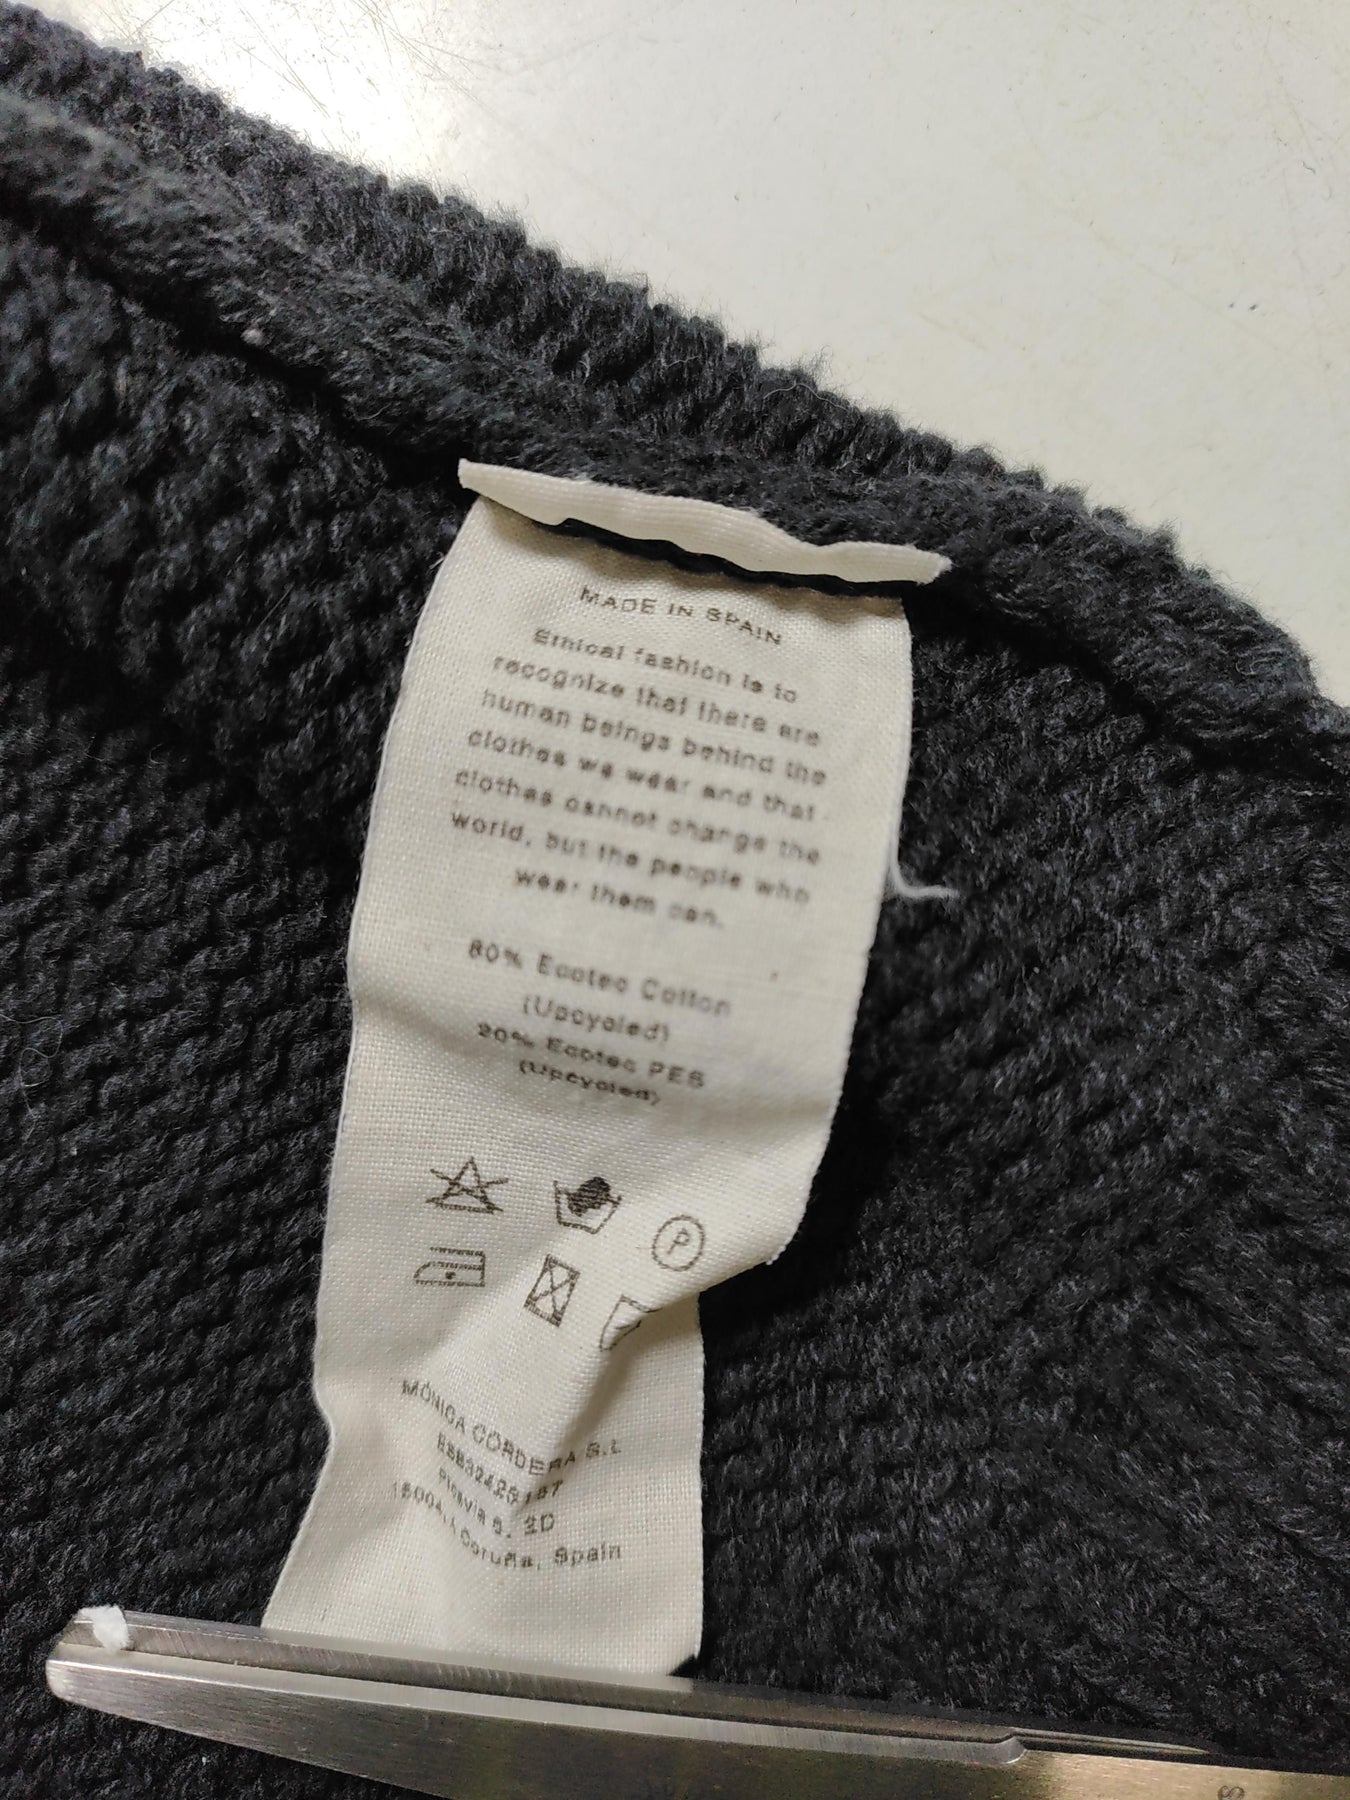 MADE IN SPAIN
Ethical fashion is to
recognize that there are
human beings behind the
clothes we wear and that
clothes cannot change the
world, but the people who
wear them can.
80% Ecotec Cotton
(Upcycled)
20% Ecotec PES
(Upcycled)
P
MÓNICA CORDERA S.L
6, 2D
Coruña, Spain